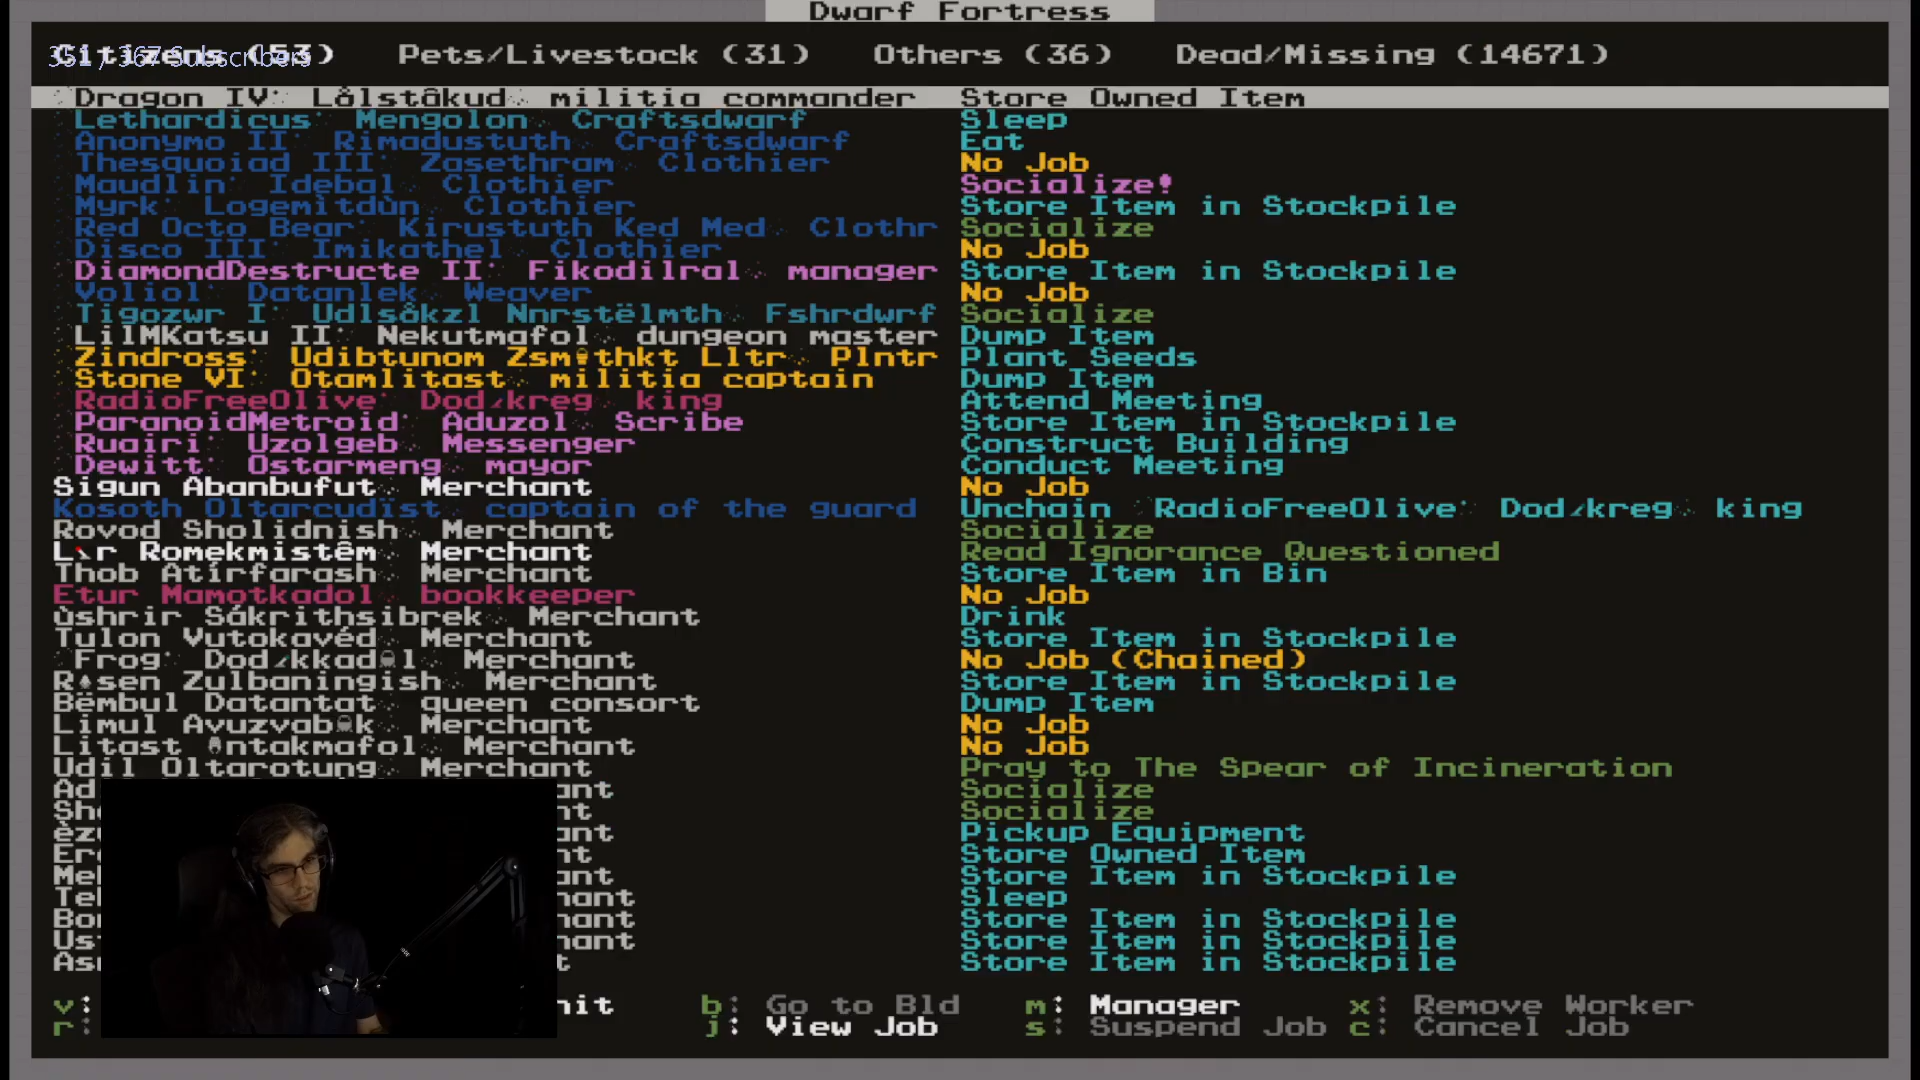 Dwarf Fortress
351 / 367 Subscribers
Citizens (53) Pets/Livestock (31) Others (36) Dead/Missing (14671)
Dragon IV Lålstâkud militia commander Store Owned Item
Lethardicus Mengolon Craftsdwarf Sleep
Anonymo II Rimadustuth Craftsdwarf Eat
Thesquoiad III Zasethram Clothier No Job
Maudlin Idebal Clothier Socialize!
Myrk Logemitdùn Clothier Store Item in Stockpile
Red Octo Bear Kirustuth Ked Med Clothr Socialize
Disco III Imikathel Clothier No Job
DiamondDestructe II Fikodilral manager Store Item in Stockpile
Voliol Datanlek Weaver No Job
Tigozwr I Udlsåkzl Nnrstëlmth Fshrdwrf Socialize
LilMKatsu II Nekutmafol dungeon master Dump Item
Zindross Udibtunom Lltr Plntr Plant Seeds
Stone VI Otamlitast militia captain Dump Item
RadioFreeOlive king Attend Meeting
ParanoidMetroid Aduzol Scribe Store Item in Stockpile
Ruairi Uzolgeb Messenger Construct Building
Dewitt Ostarmeng mayor Conduct Meeting
Sigun Abanbufut Merchant No Job
Kosoth Oltarcudïst captain of the guard Unchain RadioFreeOlive king
Rovod Sholidnish Merchant Socialize
Romekmistêm Merchant Read Ignorance Questioned
Thob Atírfarash Merchant Store Item in Bin
Etur Mamotkadol bookkeeper No Job
ùshrir Sákrithsibrek Merchant Drink
Tulon Vutokavéd Merchant Store Item in Stockpile
Frog Merchant No Job (Chained)
Zulbaningish Merchant Store Item in Stockpile
Bëmbul Datantat queen consort Dump Item
Limul Merchant No Job
Litast Merchant No Job
Udil Oltarotung Merchant Pray to The Spear of Incineration
Socialize
Socialize
Pickup Equipment
Store Owned Item
Store Item in Stockpile
Sleep
Store Item in Stockpile
Store Item in Stockpile
Store Item in Stockpile
v: b: Go to Bld m: Manager x: Remove Worker
r: j: View Job s: Suspend Job c: Cancel Job